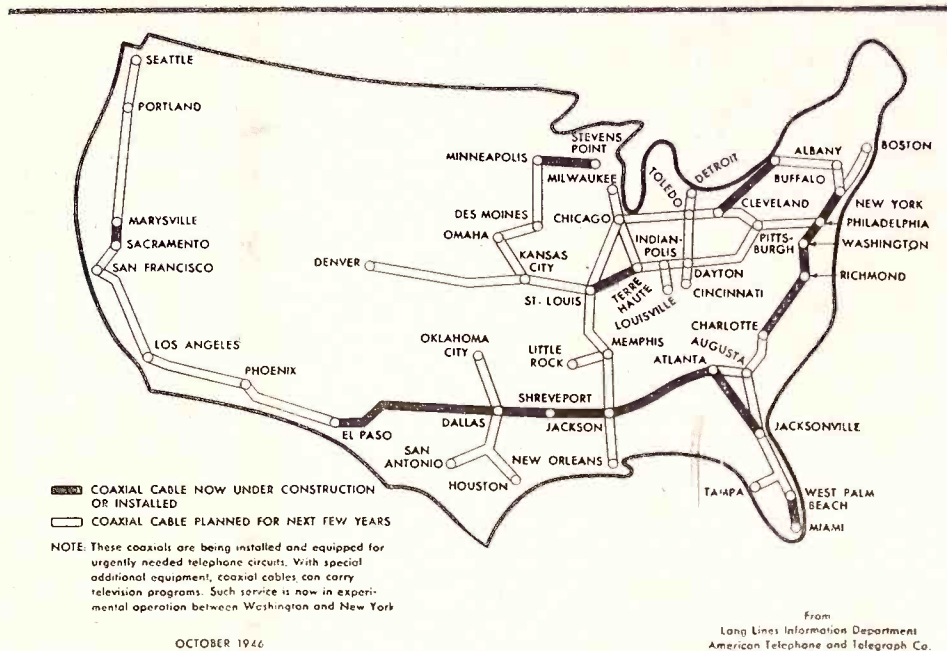 SEATTLE
PORTLAND
MARYSVILLE
SACRAMENTO
SAN FRANCISCO
LOS ANGELES
PHOENIX
EL PASO
DENVER
MINNEAPOLIS
STEVENS
POINT
MILWAUKEE
DES MOINES
OMAHA
KANSAS
CITY
CHICAGO
ST. LOUIS
TERRE
HAUTE
INDIAN-
POLIS
LOUISVILLE
TOLEDO
DETROIT
DAYTON
CINCINNATI
CLEVELAND
BUFFALO
ALBANY
BOSTON
NEW YORK
PHILADELPHIA
PITTS-
BURGH
WASHINGTON
RICHMOND
CHARLOTTE
AUGUSTA
ATLANTA
MEMPHIS
LITTLE
ROCK
OKLAHOMA
CITY
SHREVEPORT
DALLAS
JACKSON
SAN
ANTONIO
HOUSTON
NEW ORLEANS
JACKSONVILLE
TAMPA
WEST PALM
BEACH
MIAMI
COAXIAL CABLE NOW UNDER CONSTRUCTION
OR INSTALLED
COAXIAL CABLE PLANNED FOR NEXT FEW YEARS
NOTE: These coaxials are being installed and equipped for
urgently needed telephone circuits. With special
additional equipment, coaxial cables can carry
television programs. Such service is now in experi-
mental operation between Washington and New York
OCTOBER 1946
From
Long Lines Information Department
American Telephone and Telegraph Co.